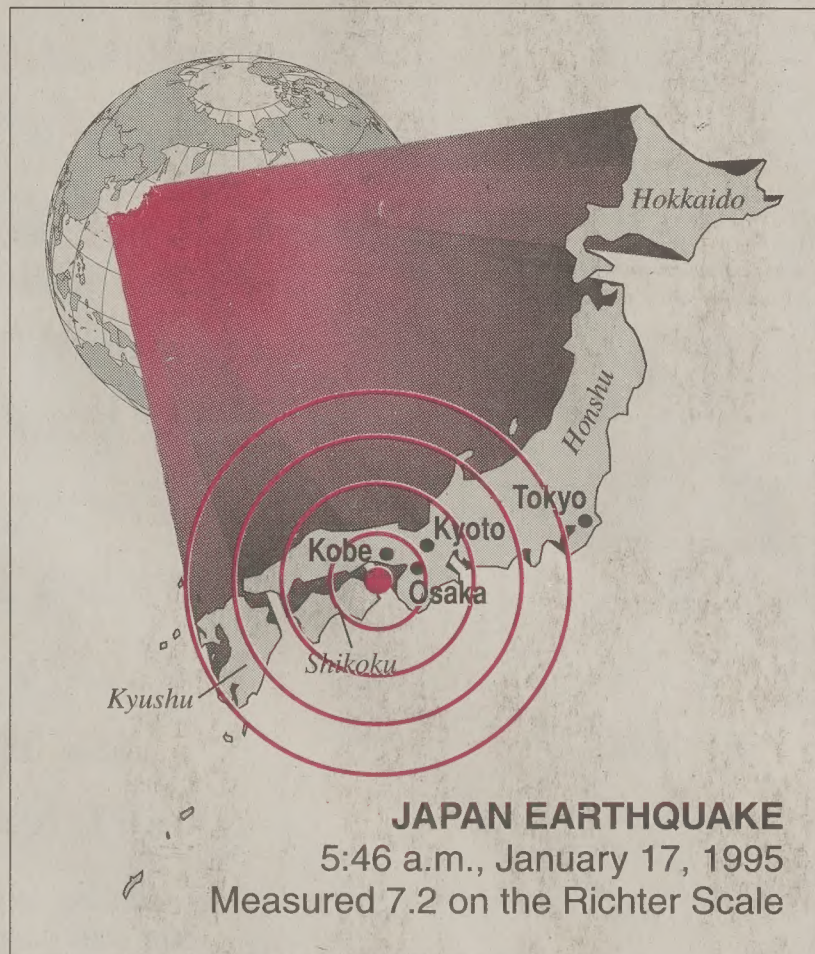 Hokkaido
Honshu
Tokyo
Kyoto
Kobe
Osaka
Shikoku
Kyushu
JAPAN EARTHQUAKE
5:46 a.m., January 17, 1995
Measured 7.2 on the Richter Scale